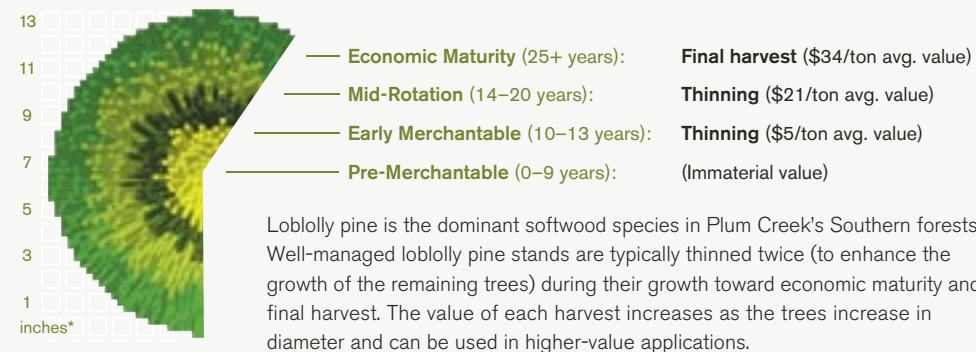 13
11
9
7
5
3
1
inches*
Economic Maturity (25+ years): Final harvest ($34/ton avg. value)
Mid-Rotation (14–20 years): Thinning ($21/ton avg. value)
Early Merchantable (10–13 years): Thinning ($5/ton avg. value)
Pre-Merchantable (0–9 years): (Immaterial value)
Loblolly pine is the dominant softwood species in Plum Creek's Southern forests
Well-managed loblolly pine stands are typically thinned twice (to enhance the
growth of the remaining trees) during their growth toward economic maturity and
final harvest. The value of each harvest increases as the trees increase in
diameter and can be used in higher-value applications.